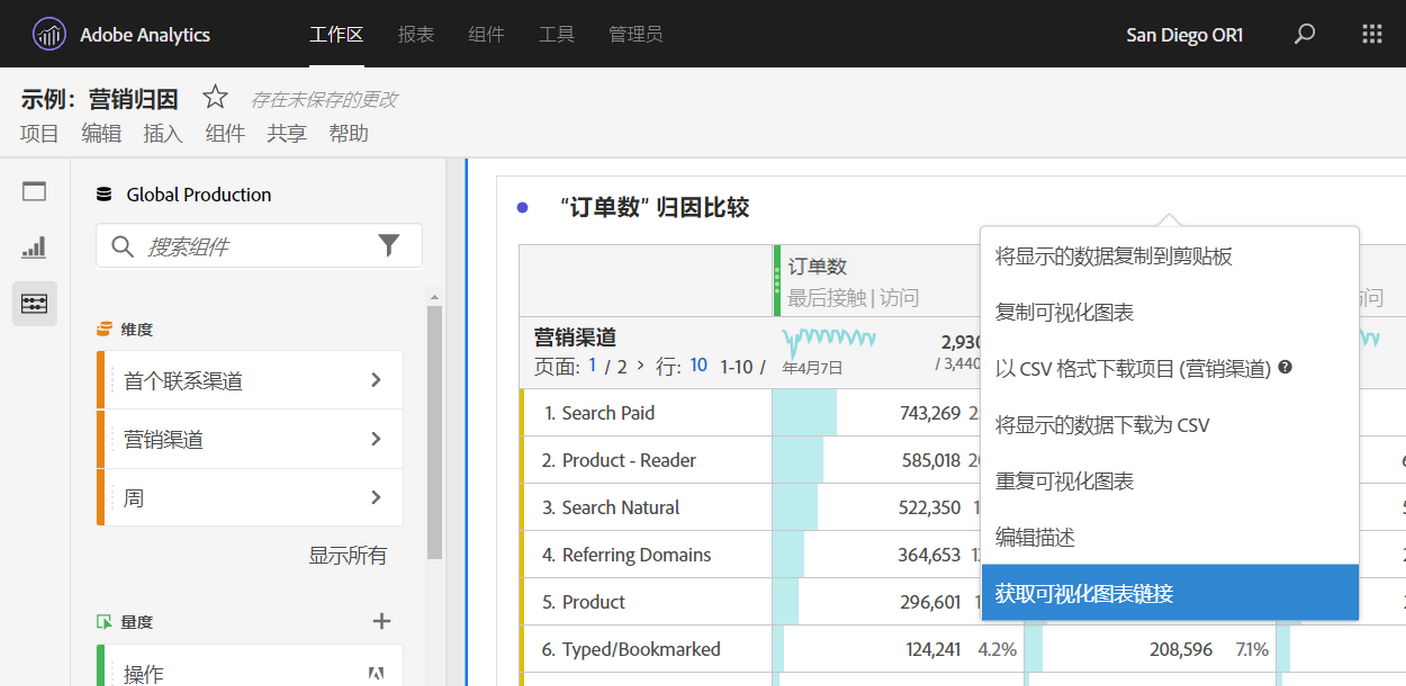 Adobe Analytics 工作区 报表 组件 工具 管理员 San Diego OR1
示例：营销归因 存在未保存的更改
项目 编辑 插入 组件 共享 帮助
Global Production
搜索组件
维度
首个联系渠道
营销渠道
周
显示所有
量度
操作
“订单数” 归因比较
订单数
最后接触 | 访问
营销渠道
页面: 1 / 2 > 行: 10 1-10 /
年4月7日
2,930
/ 3,440
访问
1. Search Paid 743,269
2. Product - Reader 585,018
3. Search Natural 522,350
4. Referring Domains 364,653
5. Product 296,601
6. Typed/Bookmarked 124,241 4.2% 208,596 7.1%
将显示的数据复制到剪贴板
复制可视化图表
以 CSV 格式下载项目 (营销渠道)
将显示的数据下载为 CSV
重复可视化图表
编辑描述
获取可视化图表链接